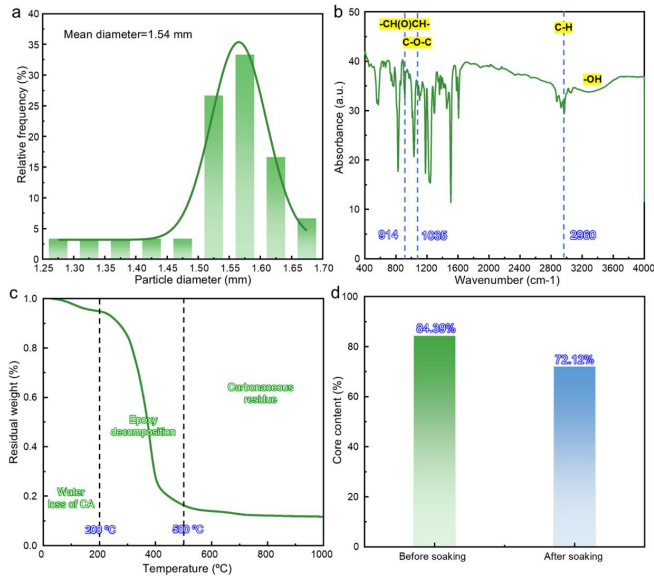 a
Mean diameter=1.54 mm
Relative frequency (%)
40
35
30
25
20
15
10
5
0
1.25 1.30 1.35 1.40 1.45 1.50 1.55 1.60 1.65 1.70
Particle diameter (mm)
b
-CH(O)CH-
C-O-C
C-H
-OH
Absorbance (a.u.)
50
40
30
20
10
0
914
1035
2960
400 800 1200 1600 2000 2400 2800 3200 3600 4000
Wavenumber (cm-1)
c
Residual weight (%)
1.0
0.8
0.6
0.4
0.2
0.0
Carbonaceous
residue
Epoxy
decomposition
Water
loss of CA
200 ºC
500 ºC
0 200 400 600 800 1000
Temperature (ºC)
d
Core content (%)
100
80
60
40
20
0
84.39%
72.12%
Before soaking
After soaking